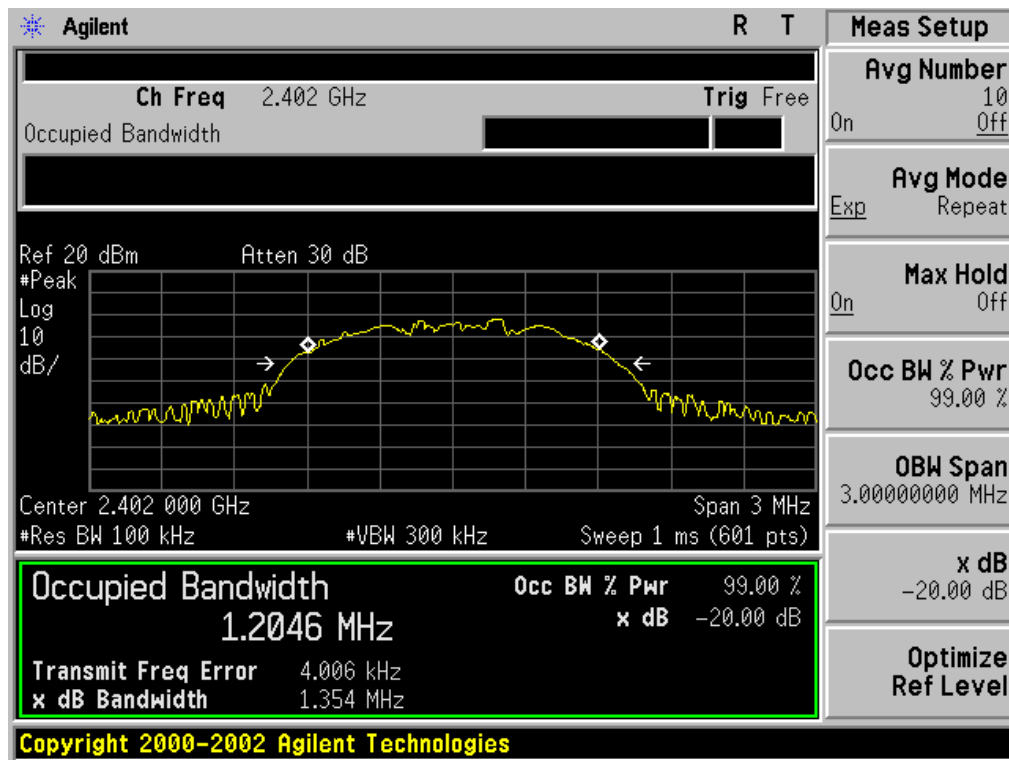 Agilent R T
Ch Freq 2.402 GHz Trig Free
Occupied Bandwidth
Ref 20 dBm Atten 30 dB
#Peak
Log
10
dB/
Center 2.402 000 GHz Span 3 MHz
#Res BW 100 kHz #VBW 300 kHz Sweep 1 ms (601 pts)
Occupied Bandwidth Occ BW % Pwr 99.00 %
1.2046 MHz x dB -20.00 dB
Transmit Freq Error 4.006 kHz
x dB Bandwidth 1.354 MHz
Copyright 2000-2002 Agilent Technologies
Meas Setup
Avg Number
10
On Off
Avg Mode
Exp Repeat
Max Hold
On Off
Occ BW % Pwr
99.00 %
OBW Span
3.00000000 MHz
x dB
-20.00 dB
Optimize
Ref Level